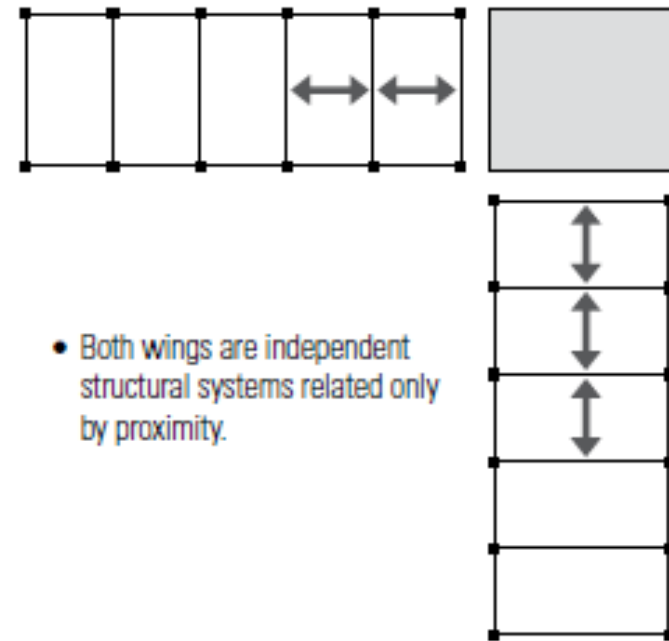 • Both wings are independent
structural systems related only
by proximity.